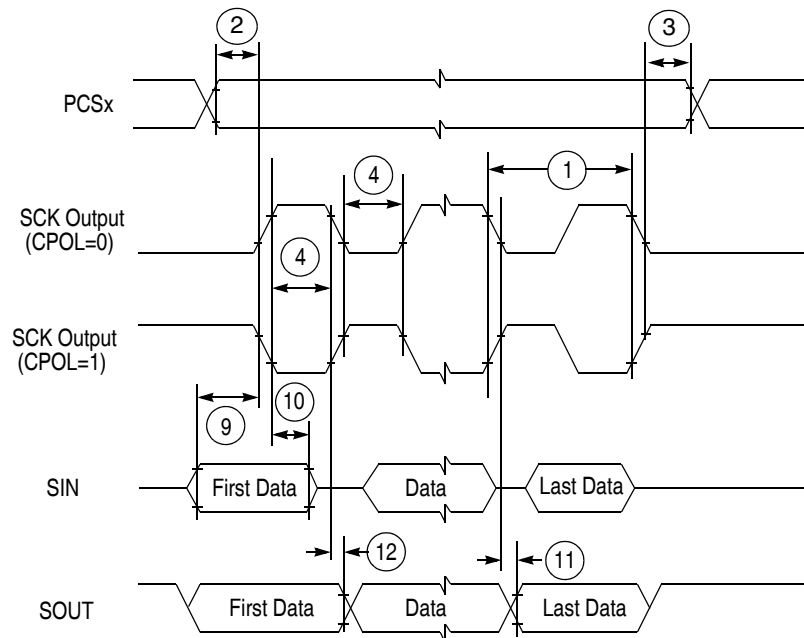 2
3
PCSx
4
1
SCK Output
(CPOL=0)
4
SCK Output
(CPOL=1)
9
10
SIN
First Data
Data
Last Data
12
11
SOUT
First Data
Data
Last Data